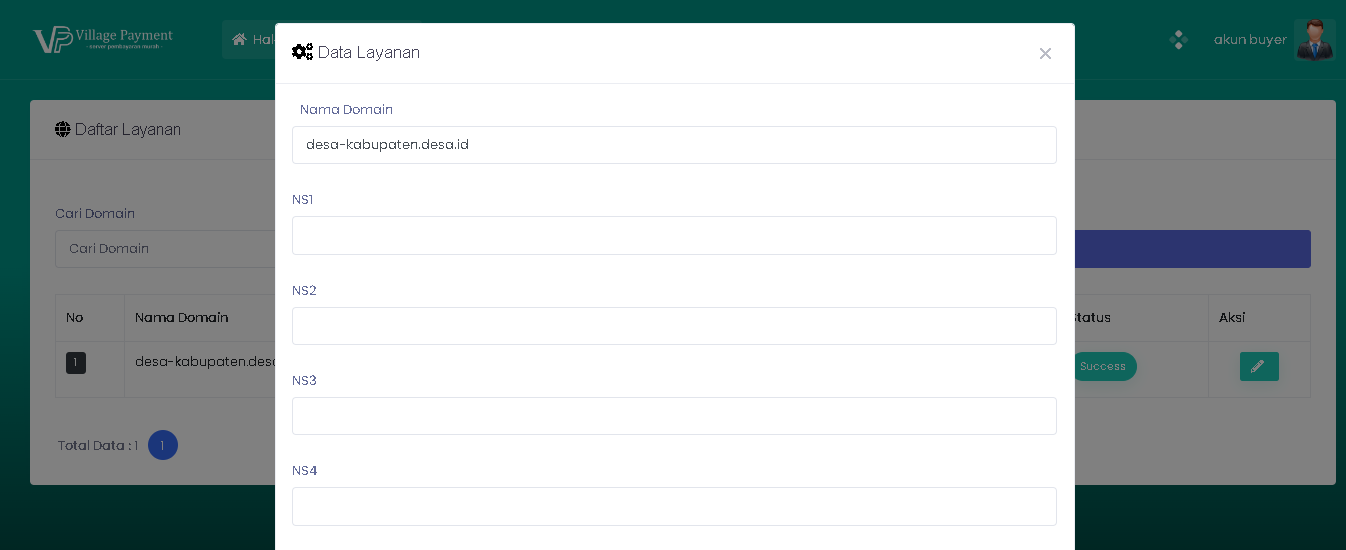 Village Payment
- server pembayaran murah -
Hal
akun buyer
Data Layanan
×
Nama Domain
desa-kabupaten.desa.id
NS1
NS2
NS3
NS4
Daftar Layanan
Cari Domain
Cari Domain
No
Nama Domain
Status
Aksi
1
desa-kabupaten.desa
Success
Total Data : 1
1